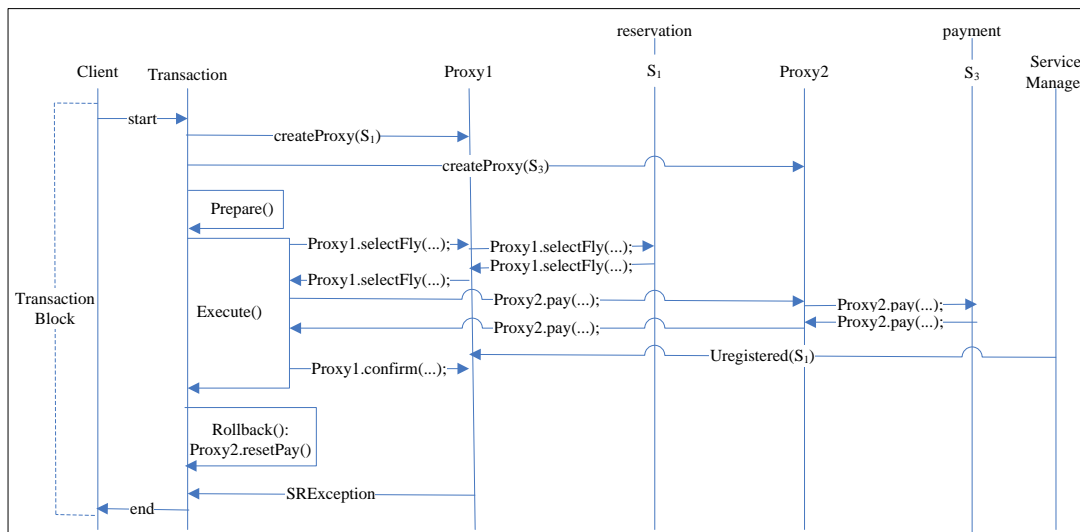 reservation
payment
Client
Transaction
Proxy1
S1
Proxy2
S3
Service
Manager
start
createProxy(S1)
createProxy(S3)
Prepare()
Proxy1.selectFly(...);
Proxy1.selectFly(...);
Proxy1.selectFly(...);
Proxy1.selectFly(...);
Transaction
Block
Execute()
Proxy2.pay(...);
Proxy2.pay(...);
Proxy2.pay(...);
Proxy2.pay(...);
Uregistered(S1)
Proxy1.confirm(...);
Rollback():
Proxy2.resetPay()
SRException
end